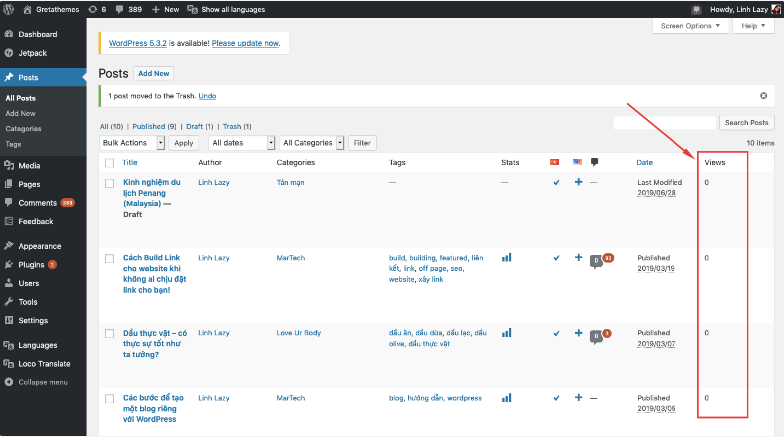 Gretathemes 6 389 + New Show all languages Howdy, Linh Lazy
Screen Options ▼ Help ▼
Dashboard
Jetpack
Posts
All Posts
Add New
Categories
Tags
Media
Pages
Comments 389
Feedback
Appearance
Plugins 2
Users
Tools
Settings
Languages
Loco Translate
Collapse menu
WordPress 5.3.2 is available! Please update now.
Posts Add New
1 post moved to the Trash. Undo
All (10) | Published (9) | Draft (1) | Trash (1)
Search Posts
Bulk Actions Apply All dates All Categories Filter 10 items
Title Author Categories Tags Stats Date Views
Kinh nghiệm du Linh Lazy Tản mạn — — — Last Modified 0
lịch Penang 2019/06/28
(Malaysia) —
Draft
Cách Build Link Linh Lazy MarTech build, building, featured, liên 0 93 Published 0
cho website khi kết, link, off page, seo, 2019/03/19
không ai chịu đặt website, xây link
link cho bạn!
Dầu thực vật – có Linh Lazy Love Ur Body dầu ăn, dầu dừa, dầu lạc, dầu 0 3 Published 0
thực sự tốt như olive, dầu thực vật 2019/03/07
ta tưởng?
Các bước để tạo Linh Lazy MarTech blog, hướng dẫn, wordpress — Published 0
một blog riêng 2019/03/05
với WordPress